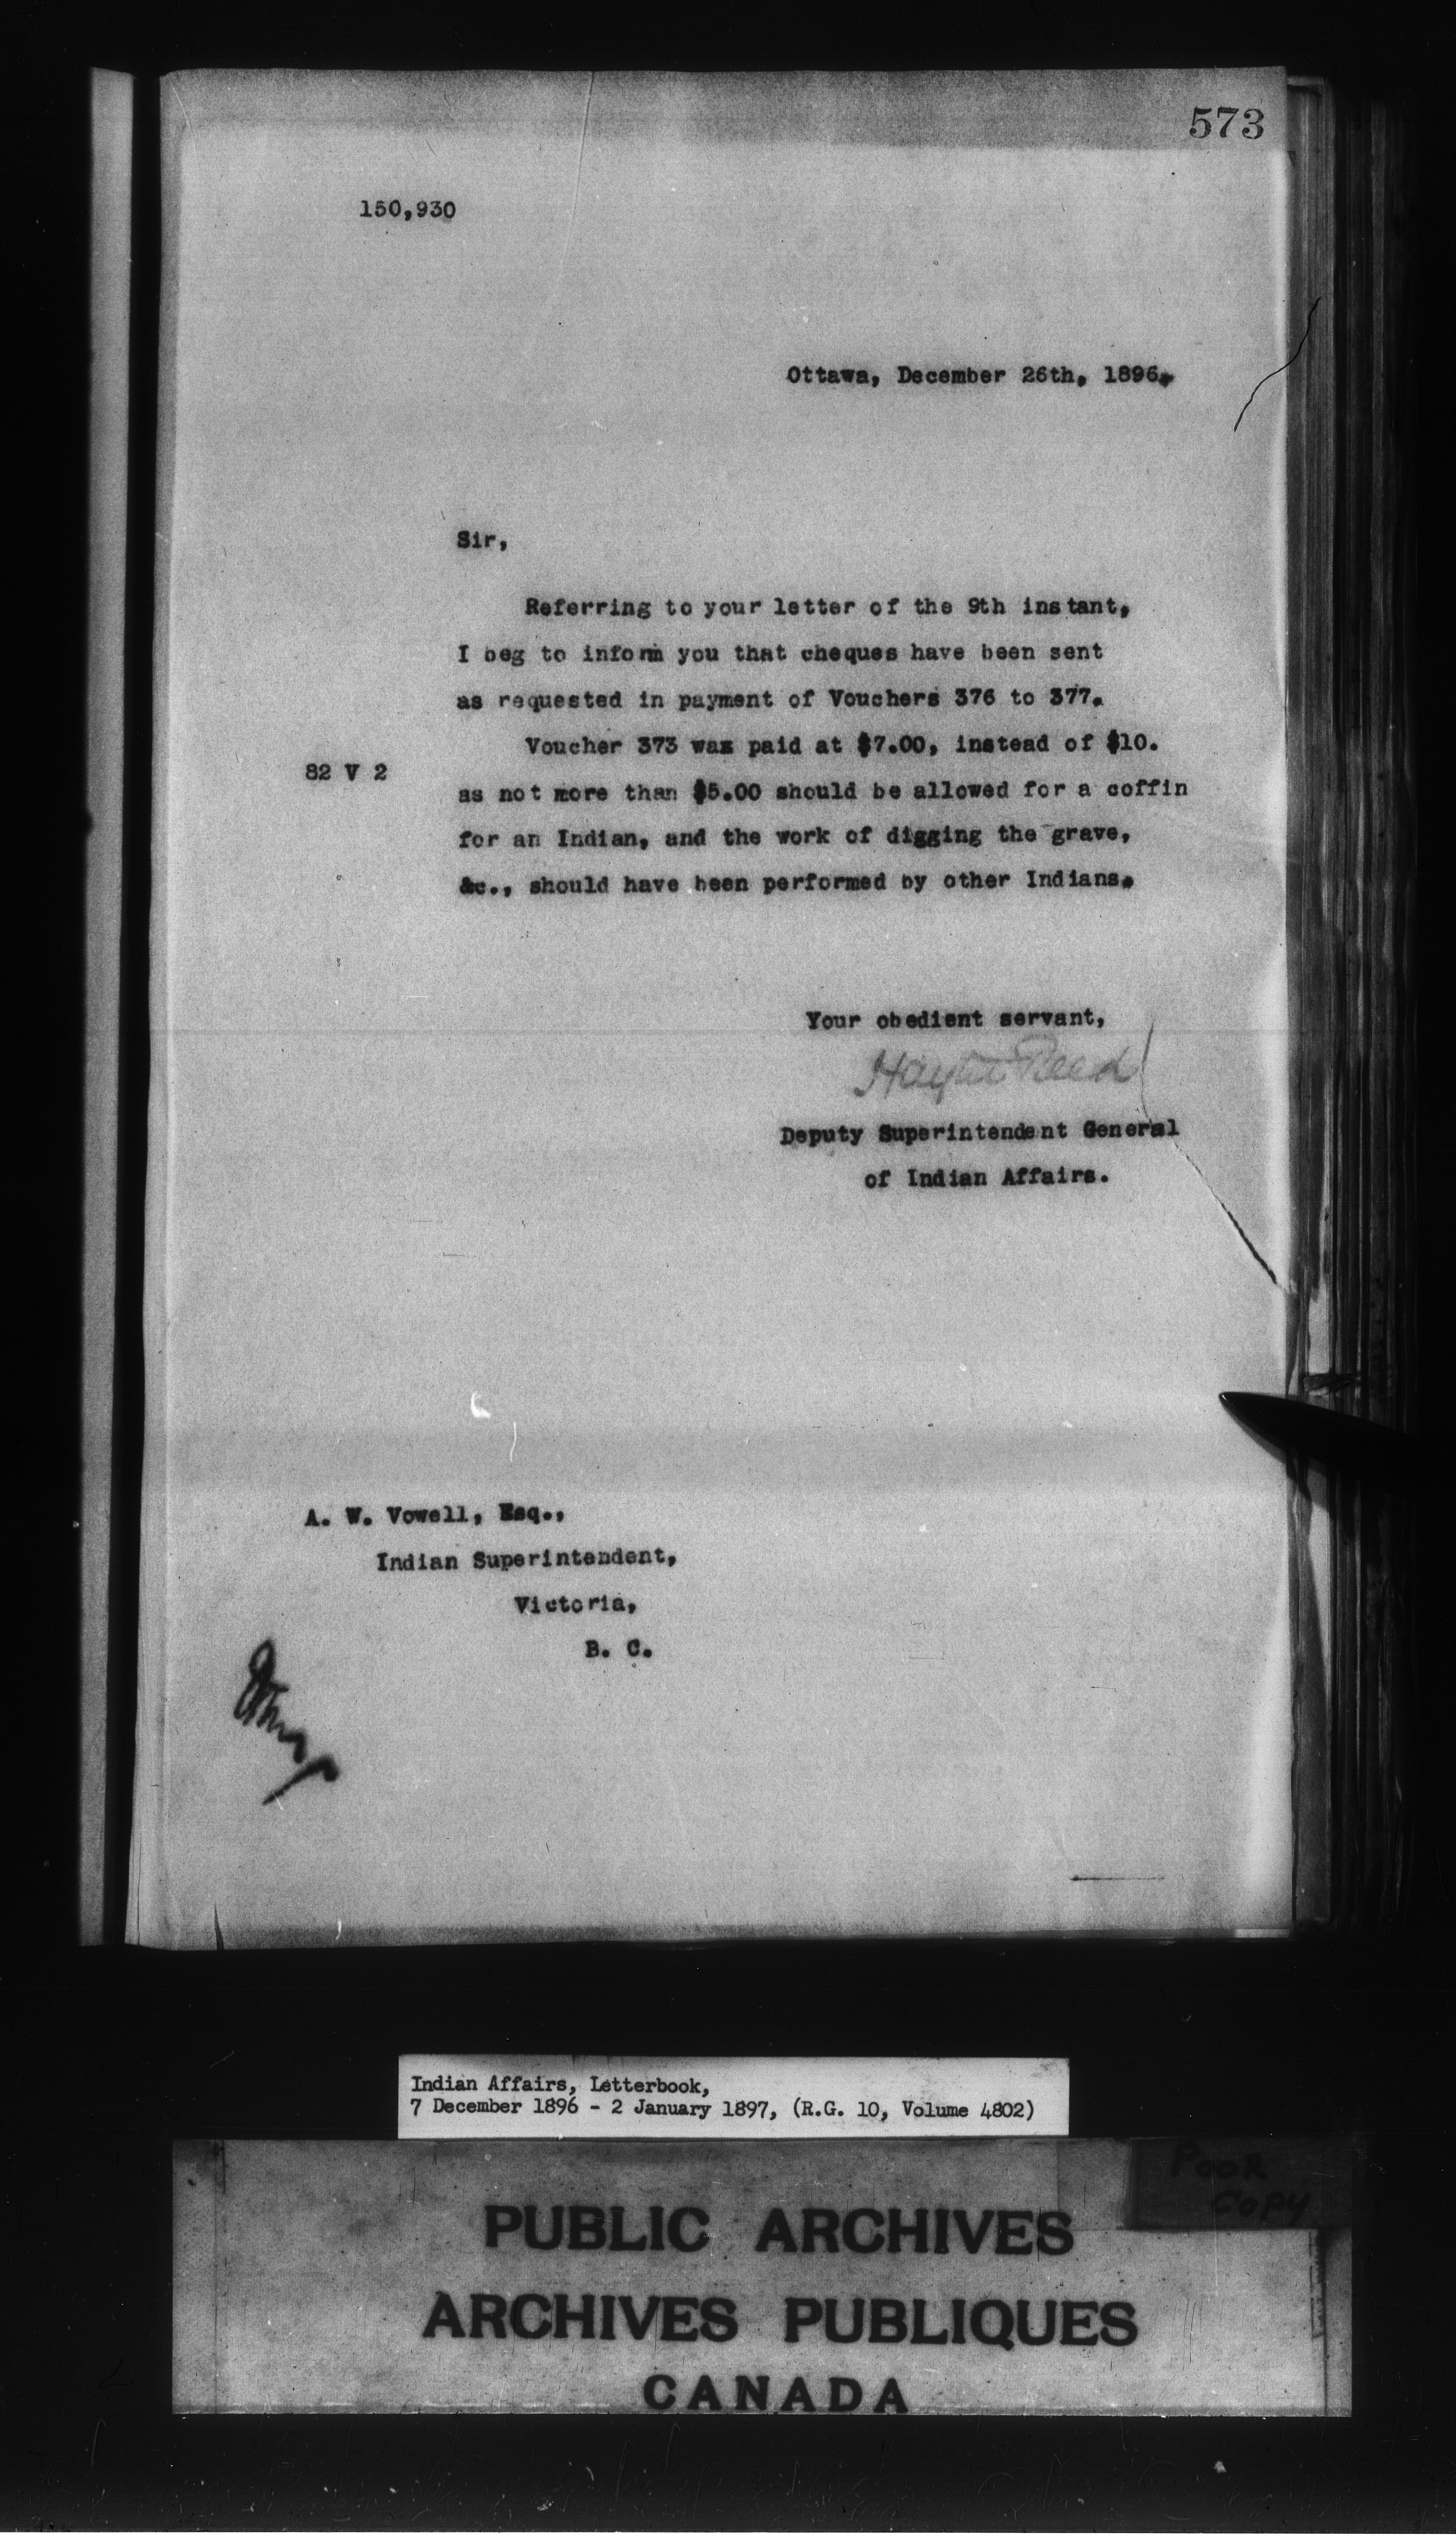 573
150,930
Ottawa, December 26th, 1896.
Sir,
Referring to your letter of the 9th instant,
I beg to inform you that cheques have been sent
as requested in payment of Vouchers 376 to 377.
Voucher 373 was paid at $7.00, instead of $10.
82 V 2
as not more than $5.00 should be allowed for a coffin
for an Indian, and the work of digging the grave,
&c., should have been performed by other Indians.
Your obedient servant,
Hayter Reed
Deputy Superintendent General
of Indian Affairs.
A. W. Vowell, Esq.,
Indian Superintendent,
Victoria,
B. C.
Indian Affairs, Letterbook,
7 December 1896 - 2 January 1897, (R.G. 10, Volume 4802)
POOR
COPY
PUBLIC ARCHIVES
ARCHIVES PUBLIQUES
CANADA